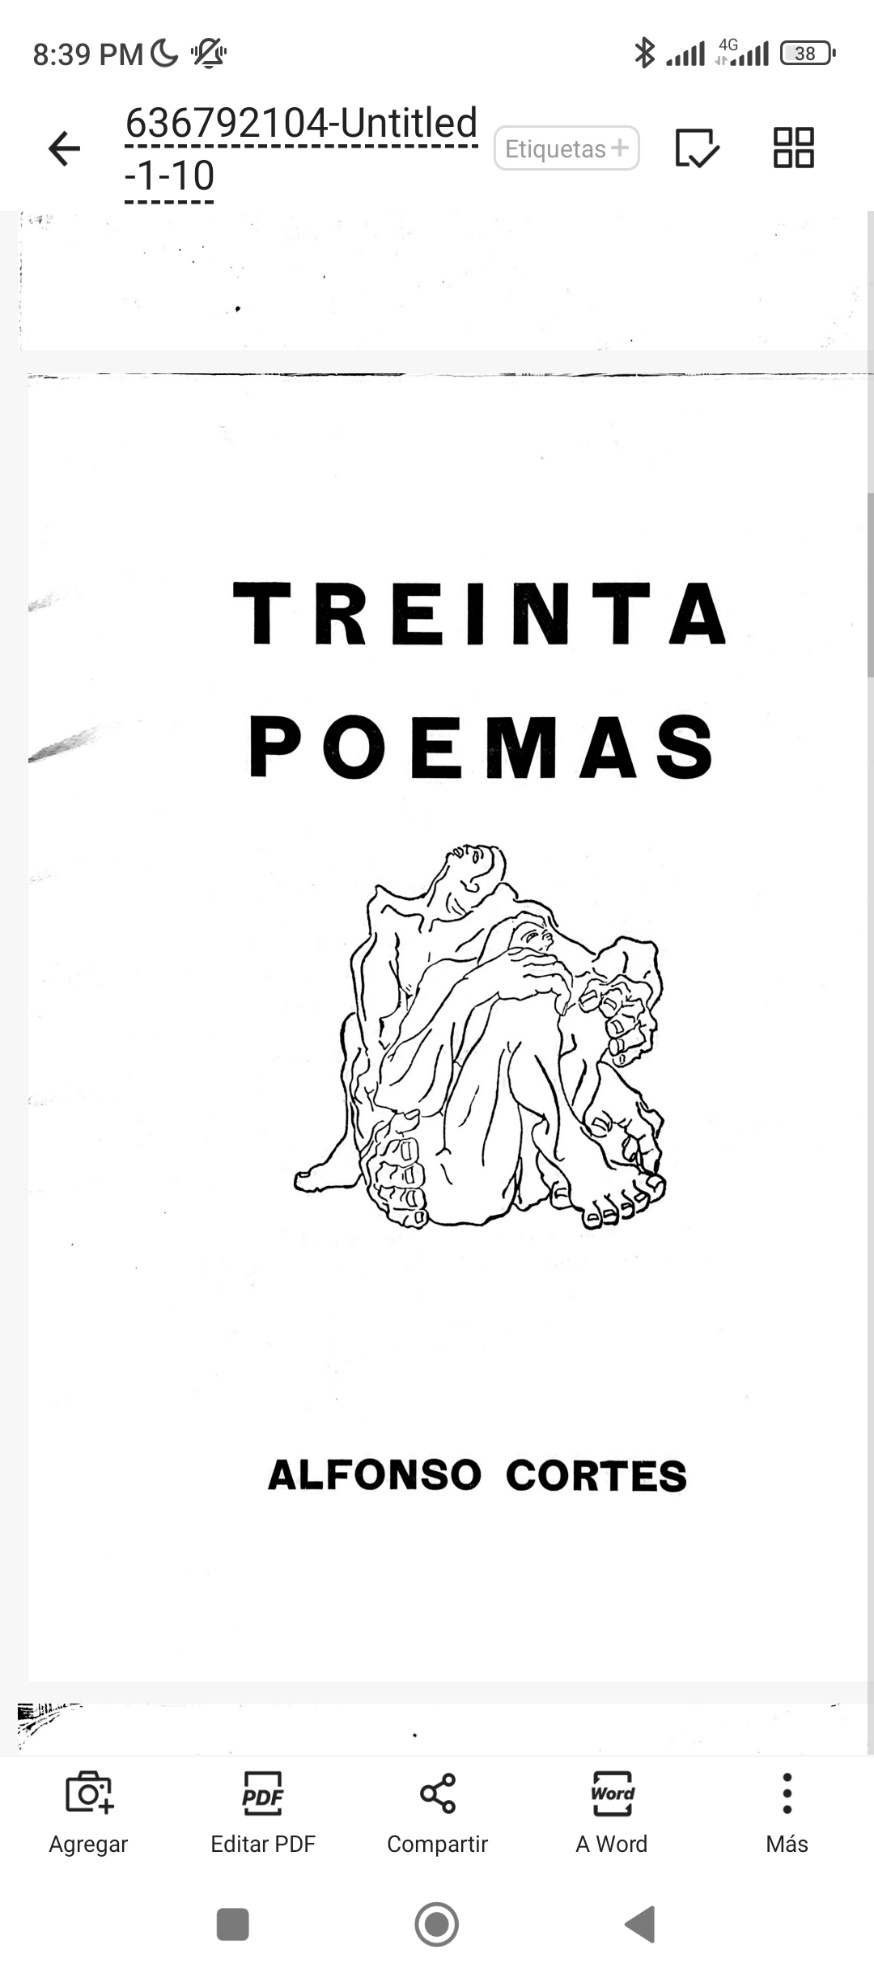 8:39 PM
4G
38
636792104-Untitled
-1-10
Etiquetas+
TREINTA
POEMAS
ALFONSO CORTES
Agregar
PDF
Editar PDF
Compartir
Word
A Word
Más